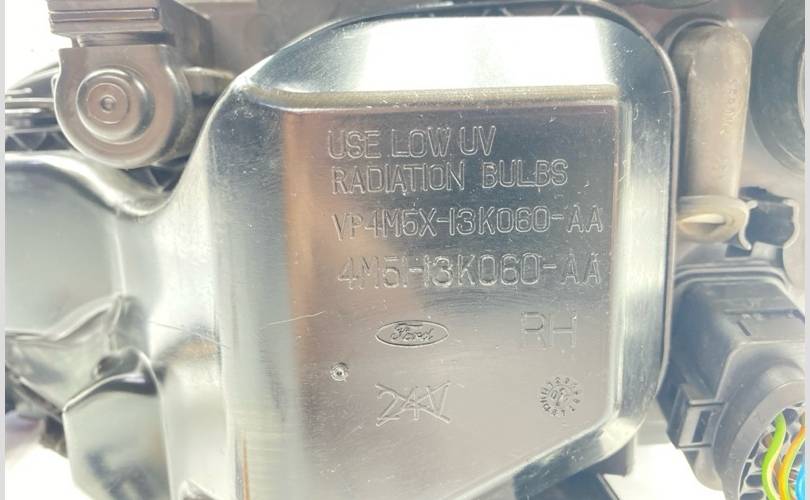 USE LOW UV
RADIATION BULBS
VP4M5X-13K060-AA
4M51-13K060-AA
Ford RH
24V